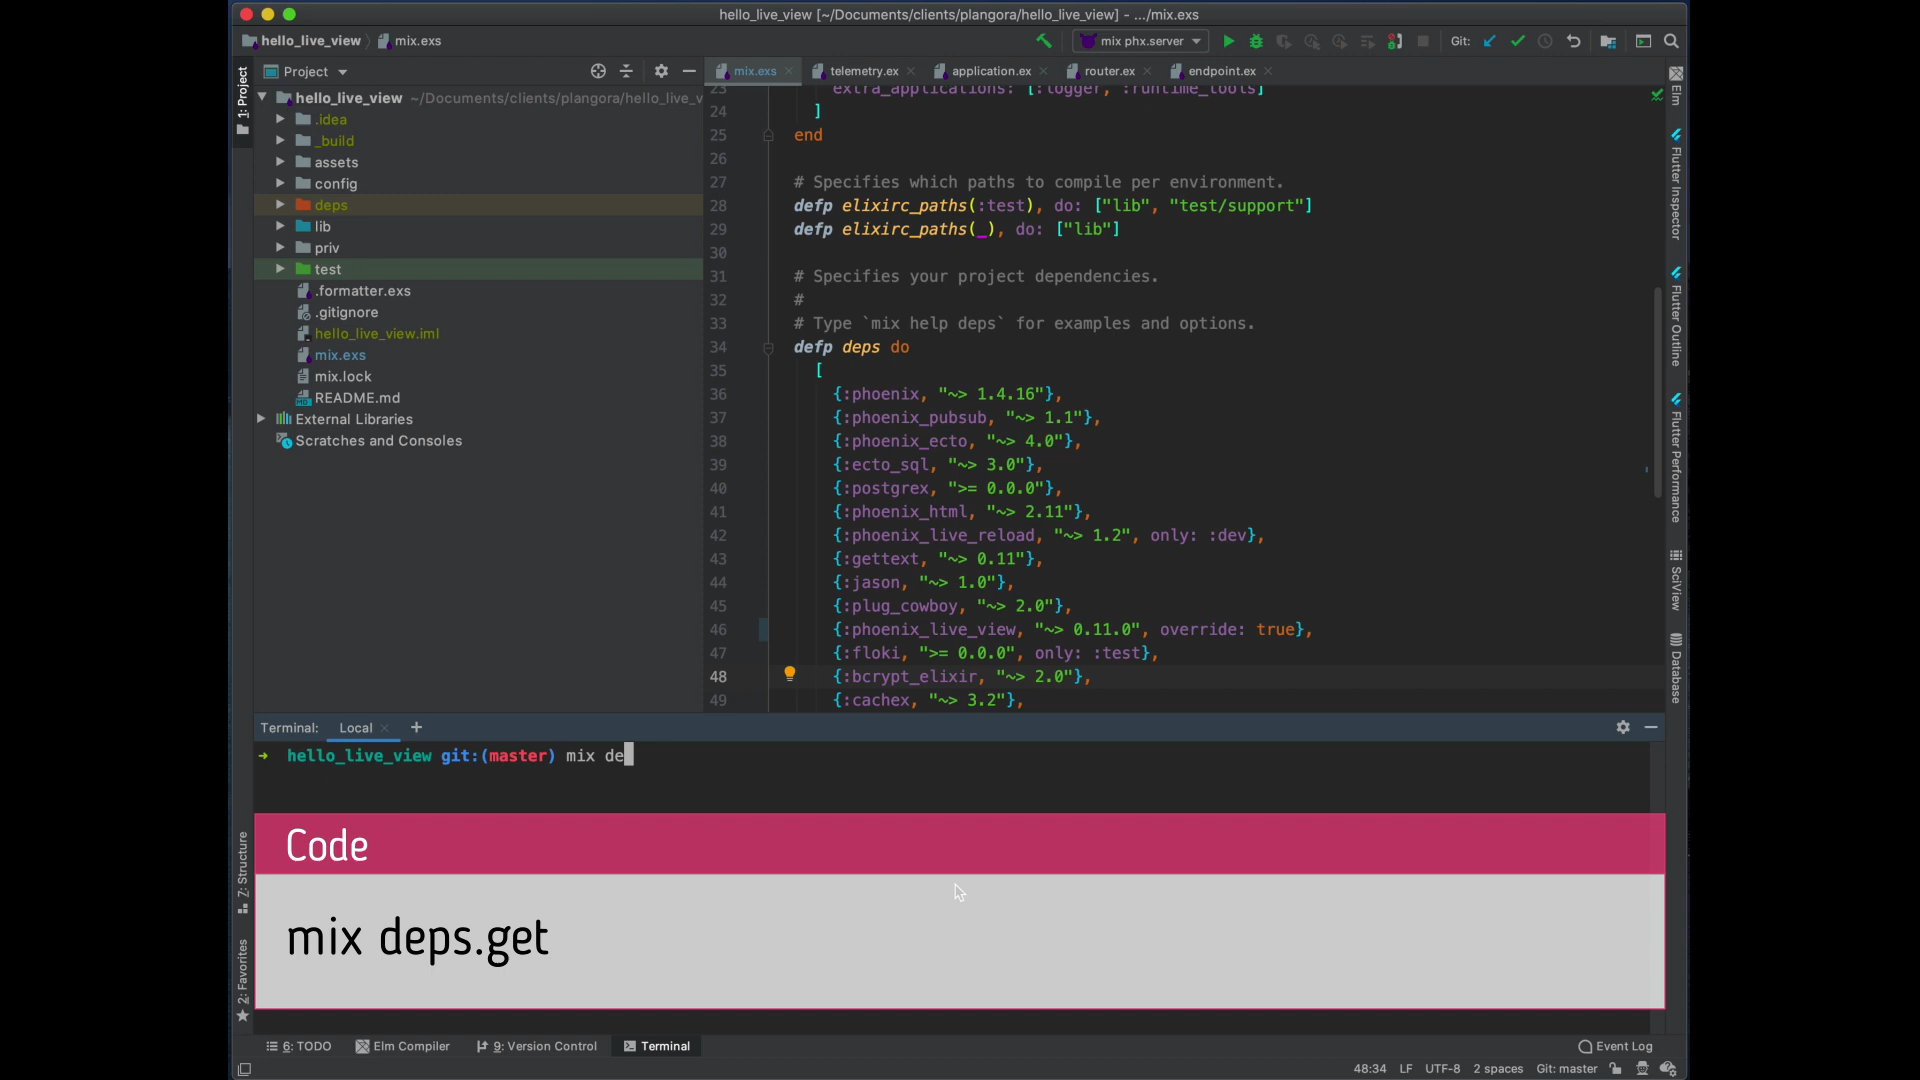 hello_live_view [~/Documents/clients/plangora/hello_live_view] - .../mix.exs
hello_live_view
mix.exs
mix phx.server
Git:
1: Project
Project
hello_live_view ~/Documents/clients/plangora/hello_live_v
.idea
_build
assets
config
deps
lib
priv
test
.formatter.exs
.gitignore
hello_live_view.iml
mix.exs
mix.lock
README.md
External Libraries
Scratches and Consoles
mix.exs
telemetry.ex
application.ex
router.ex
endpoint.ex
23 extra_applications: [:logger, :runtime_tools]
24 ]
25 end
26
27 # Specifies which paths to compile per environment.
28 defp elixirc_paths(:test), do: ["lib", "test/support"]
29 defp elixirc_paths(_), do: ["lib"]
30
31 # Specifies your project dependencies.
32 #
33 # Type `mix help deps` for examples and options.
34 defp deps do
35 [
36 {:phoenix, "~> 1.4.16"},
37 {:phoenix_pubsub, "~> 1.1"},
38 {:phoenix_ecto, "~> 4.0"},
39 {:ecto_sql, "~> 3.0"},
40 {:postgrex, ">= 0.0.0"},
41 {:phoenix_html, "~> 2.11"},
42 {:phoenix_live_reload, "~> 1.2", only: :dev},
43 {:gettext, "~> 0.11"},
44 {:jason, "~> 1.0"},
45 {:plug_cowboy, "~> 2.0"},
46 {:phoenix_live_view, "~> 0.11.0", override: true},
47 {:floki, ">= 0.0.0", only: :test},
48 {:bcrypt_elixir, "~> 2.0"},
49 {:cachex, "~> 3.2"},
Elm
Flutter Inspector
Flutter Outline
Flutter Performance
SciView
Database
Terminal: Local +
➜ hello_live_view git:(master) mix de
Code
mix deps.get
7: Structure
2: Favorites
6: TODO
Elm Compiler
9: Version Control
Terminal
Event Log
48:34 LF UTF-8 2 spaces Git: master